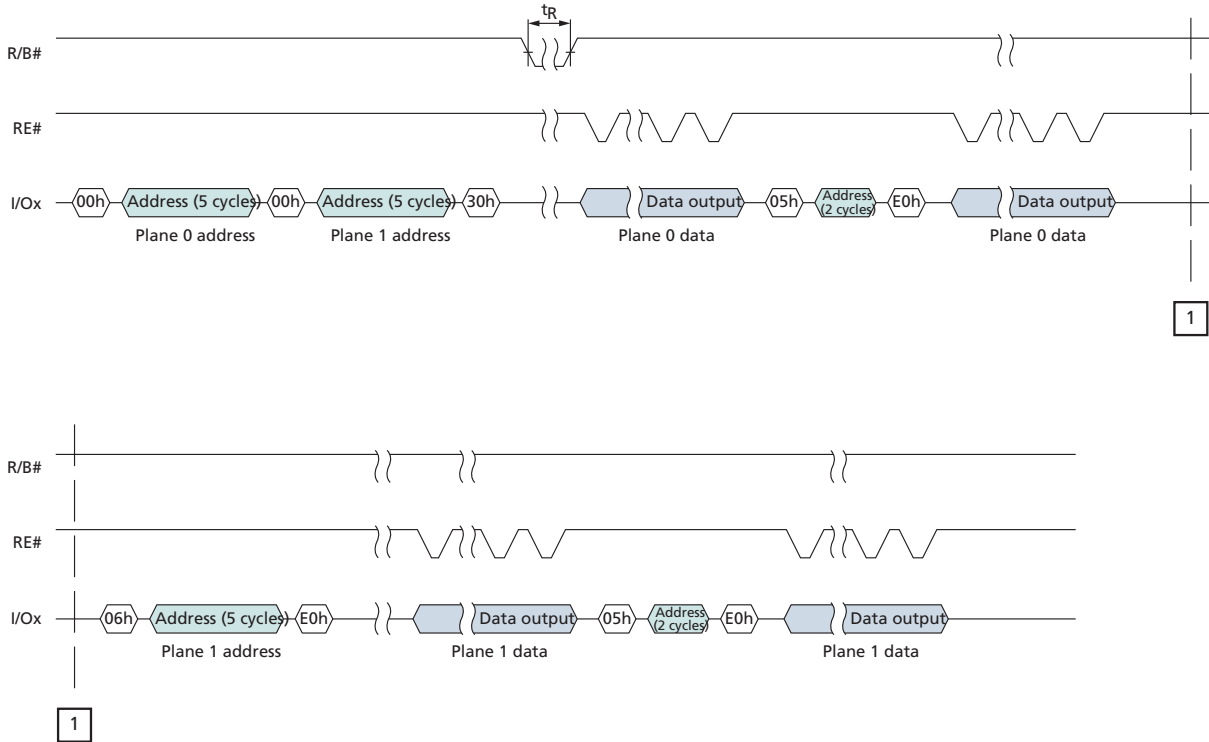 tR
R/B#
RE#
I/Ox
00h Address (5 cycles) 00h Address (5 cycles) 30h Data output 05h Address (2 cycles) E0h Data output
Plane 0 address Plane 1 address Plane 0 data Plane 0 data
1
R/B#
RE#
I/Ox
06h Address (5 cycles) E0h Data output 05h Address (2 cycles) E0h Data output
Plane 1 address Plane 1 data Plane 1 data
1